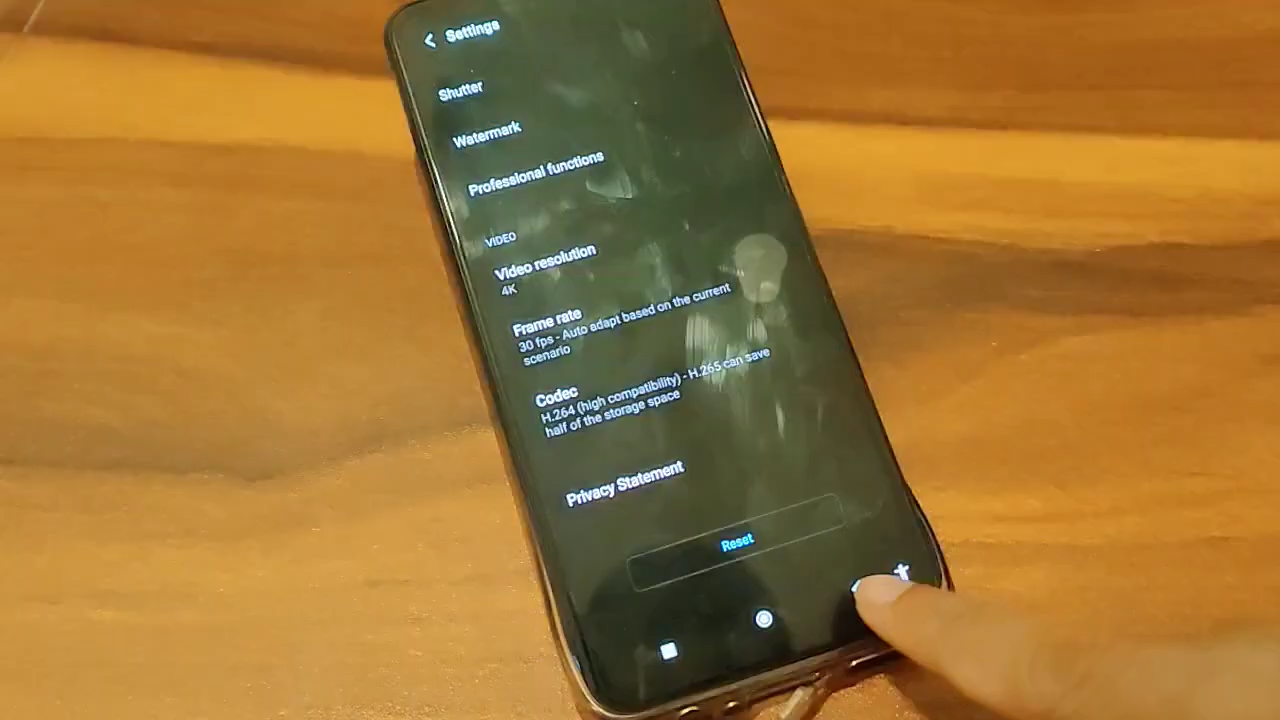 Settings
Shutter
Watermark
Professional functions
VIDEO
Video resolution
4K
Frame rate
30 fps - Auto adapt based on the current
scenario
Codec
H.264 (high compatibility) - H.265 can save
half of the storage space
Privacy Statement
Reset